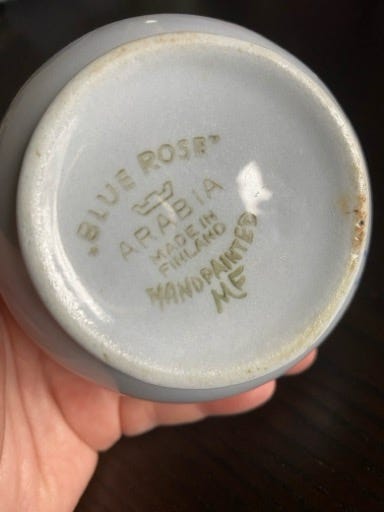 "BLUE ROSE"
ARABIA
MADE IN
FINLAND
HANDPAINTED
MF